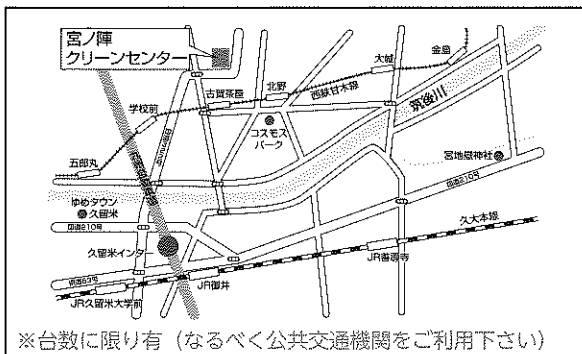 宮ノ陣
クリーンセンター
金島
大城
北野
古賀茶屋
西鉄甘木線
学校前
筑後川
コスモス
パーク
五郎丸
宮地嶽神社
ゆめタウン
久留米
国道210号
国道210号
久大本線
久留米インター
JR善導寺
JR御井
JR久留米大学前
※台数に限り有（なるべく公共交通機関をご利用下さい）